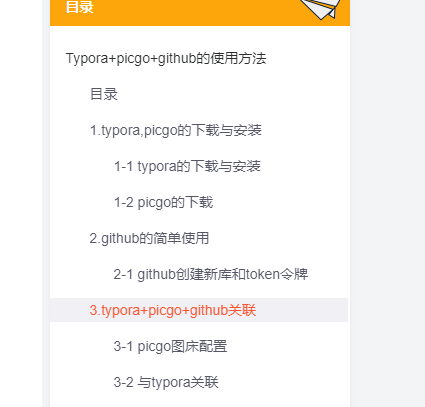 目录
Typora+picgo+github的使用方法
目录
1.typora,picgo的下载与安装
1-1 typora的下载与安装
1-2 picgo的下载
2.github的简单使用
2-1 github创建新库和token令牌
3.typora+picgo+github关联
3-1 picgo图床配置
3-2 与typora关联